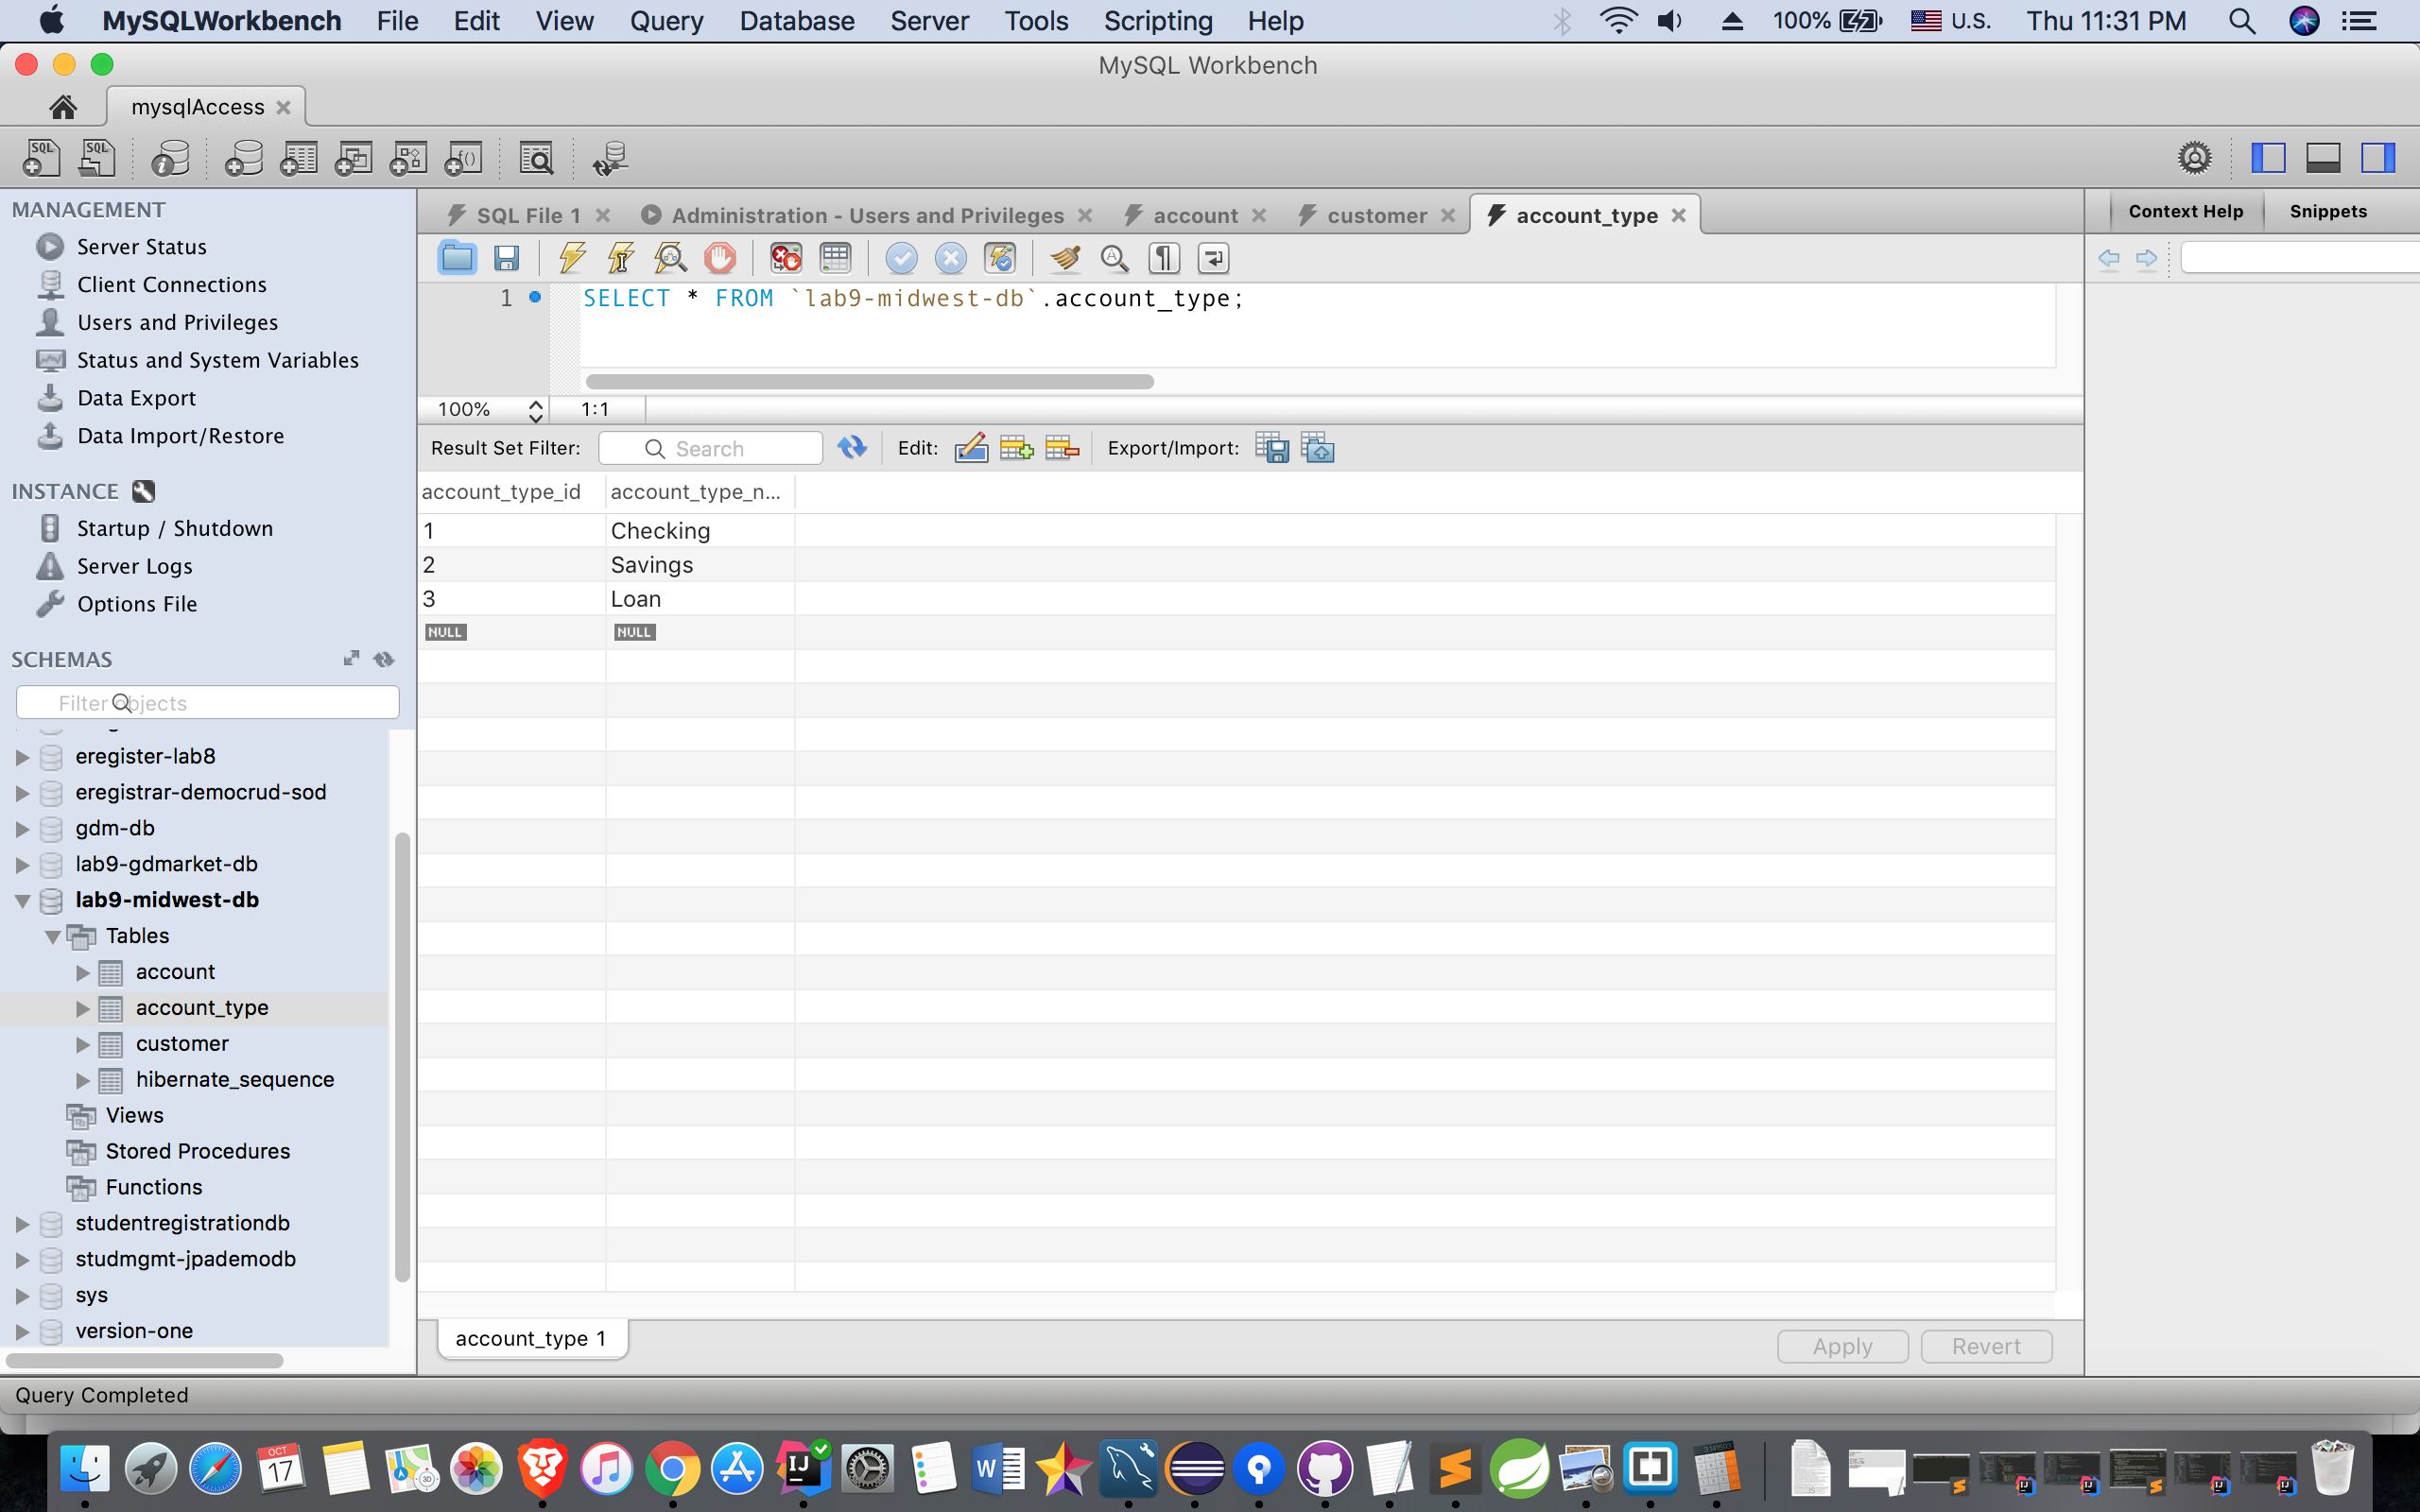 MySQLWorkbench File Edit View Query Database Server Tools Scripting Help 100% U.S. Thu 11:31 PM
MySQL Workbench
mysqlAccess
SQL SQL
MANAGEMENT
Server Status
Client Connections
Users and Privileges
Status and System Variables
Data Export
Data Import/Restore
INSTANCE
Startup / Shutdown
Server Logs
Options File
SCHEMAS
Filter objects
eregister-lab8
eregistrar-democrud-sod
gdm-db
lab9-gdmarket-db
lab9-midwest-db
Tables
account
account_type
customer
hibernate_sequence
Views
Stored Procedures
Functions
studentregistrationdb
studmgmt-jpademodb
sys
version-one
SQL File 1 Administration - Users and Privileges account customer account_type
1 SELECT * FROM `lab9-midwest-db`.account_type;
100% 1:1
Result Set Filter: Search Edit: Export/Import:
account_type_id account_type_n...
1 Checking
2 Savings
3 Loan
NULL NULL
account_type 1
Apply Revert
Context Help Snippets
Query Completed
OCT
17
3D
IJ
W